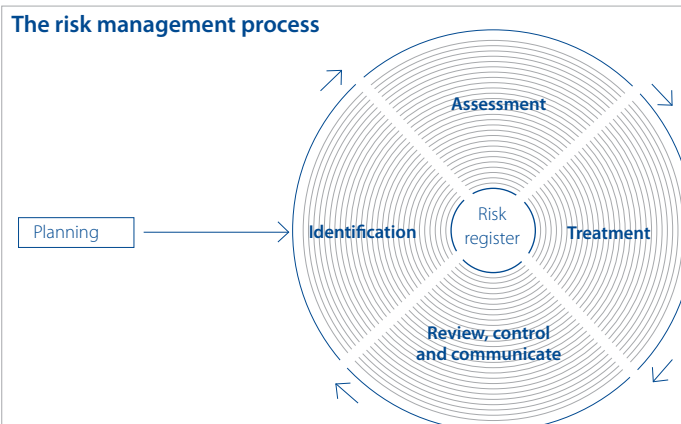 The risk management process
Assessment
Planning
Identification
Risk
register
Treatment
Review, control
and communicate